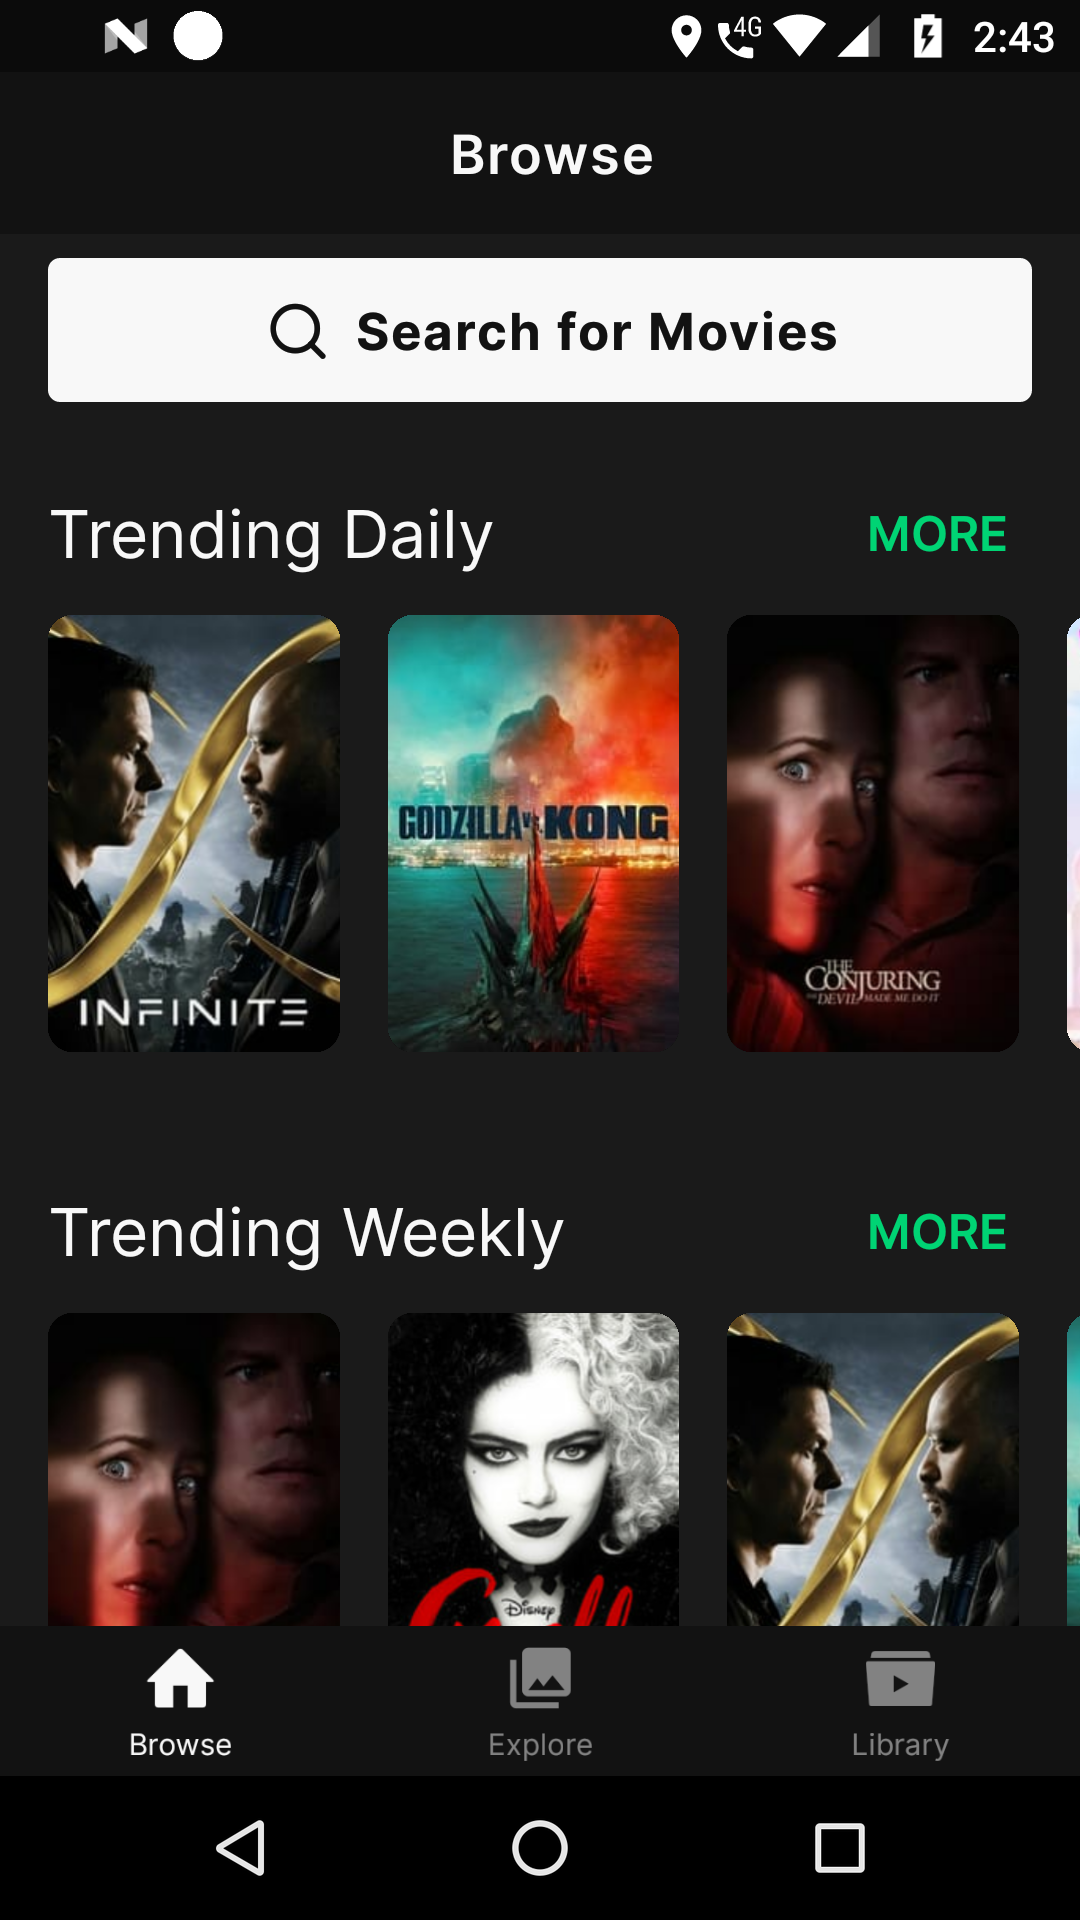 4G 2:43
Browse
Search for Movies
Trending Daily MORE
INFINITE
GODZILLA VS KONG
THE
CONJURING
THE DEVIL MADE ME DO IT
Trending Weekly MORE
Disney
Browse Explore Library